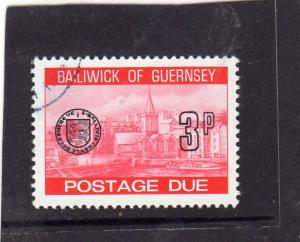 BAILIWICK OF GUERNSEY
3P
POSTAGE DUE